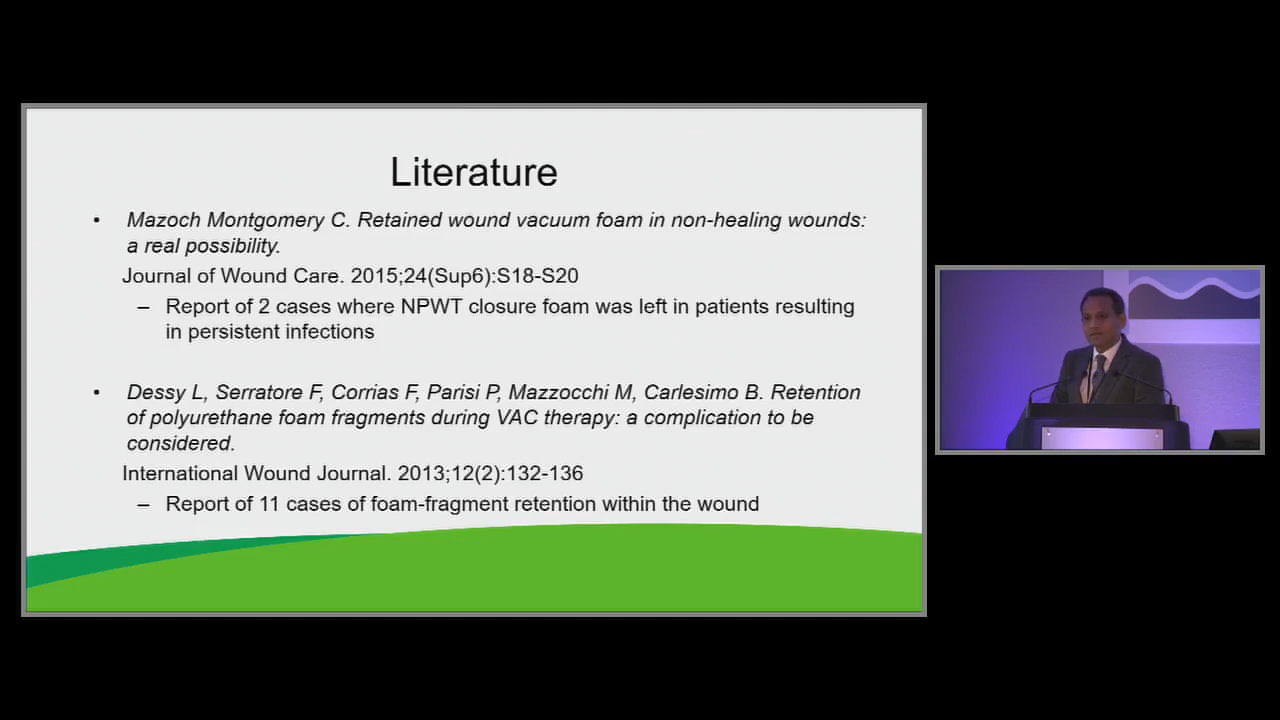 Literature
• Mazoch Montgomery C. Retained wound vacuum foam in non-healing wounds:
a real possibility.
Journal of Wound Care. 2015;24(Sup6):S18-S20
– Report of 2 cases where NPWT closure foam was left in patients resulting
in persistent infections
• Dessy L, Serratore F, Corrias F, Parisi P, Mazzocchi M, Carlesimo B. Retention
of polyurethane foam fragments during VAC therapy: a complication to be
considered.
International Wound Journal. 2013;12(2):132-136
– Report of 11 cases of foam-fragment retention within the wound